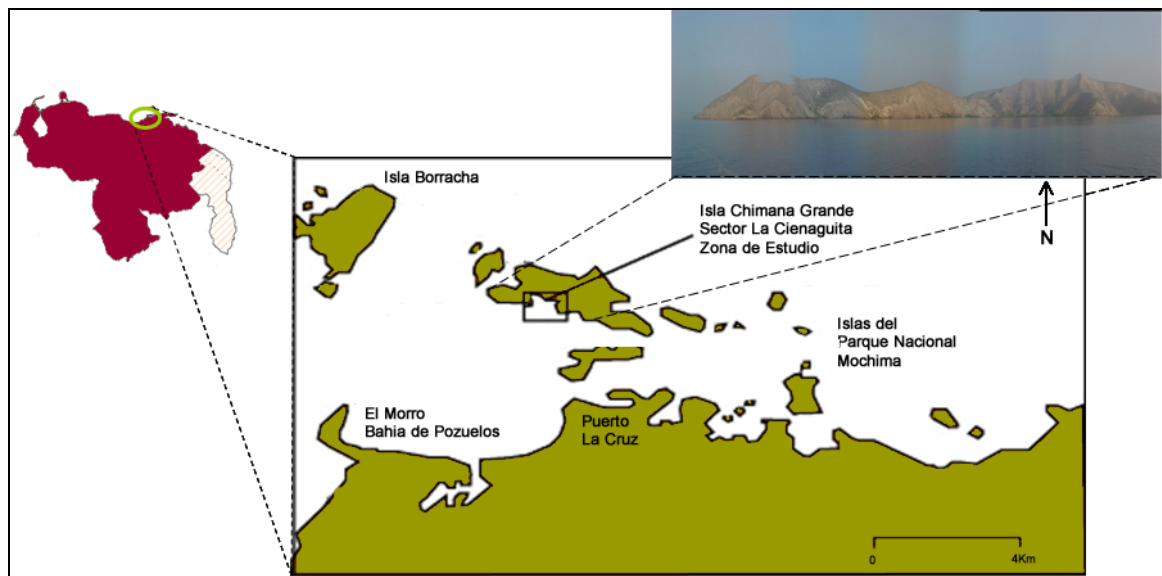 Isla Borracha
Isla Chimana Grande
Sector La Cienaguita
Zona de Estudio
N
Islas del
Parque Nacional
Mochima
El Morro
Bahia de Pozuelos
Puerto
La Cruz
0
4Km